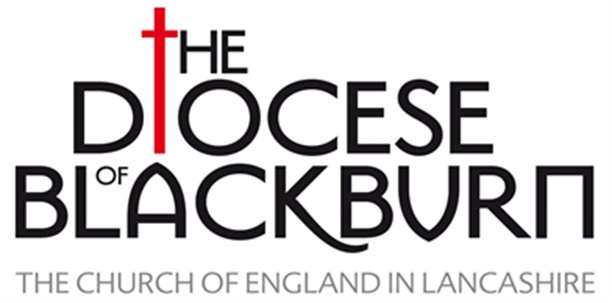 THE
DIOCESE
OF
BLACKBURN
THE CHURCH OF ENGLAND IN LANCASHIRE